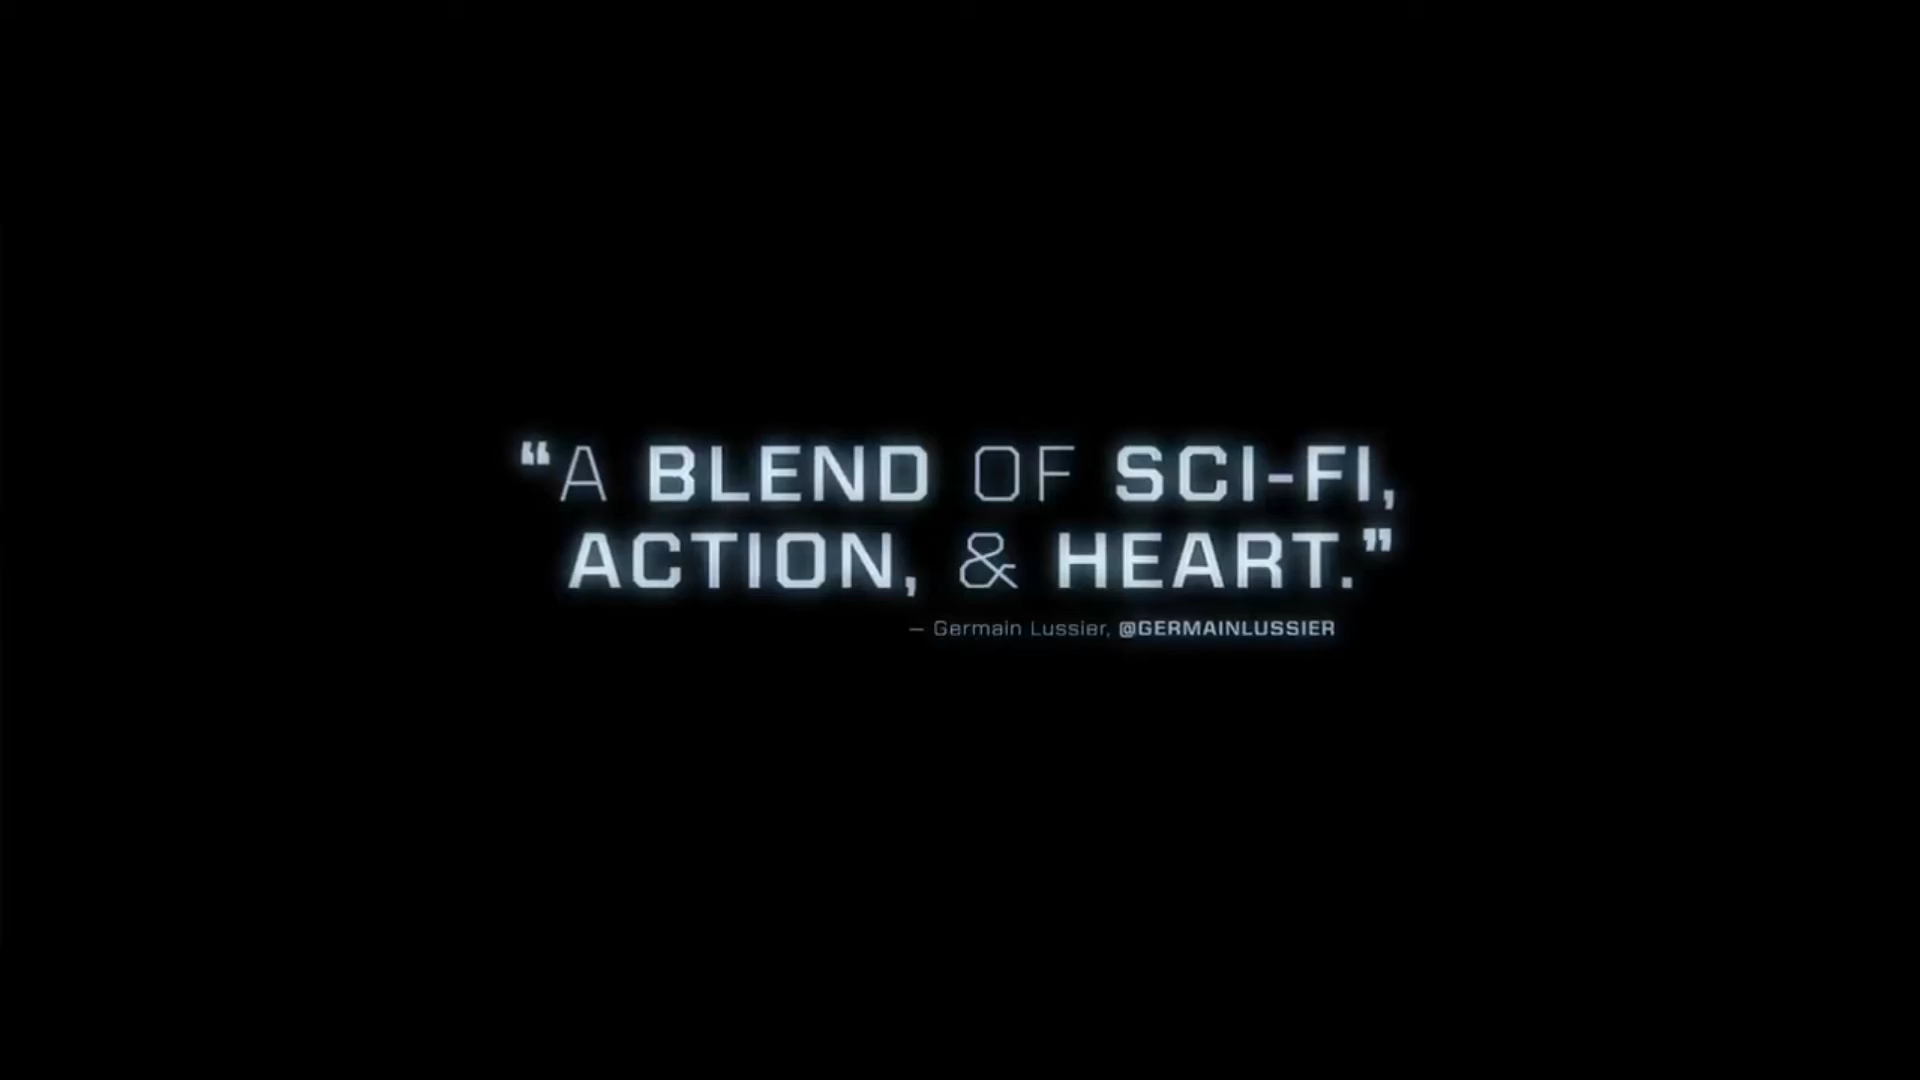 “A BLEND OF SCI-FI,
ACTION, & HEART.”
— Germain Lussier, @GERMAINLUSSIER